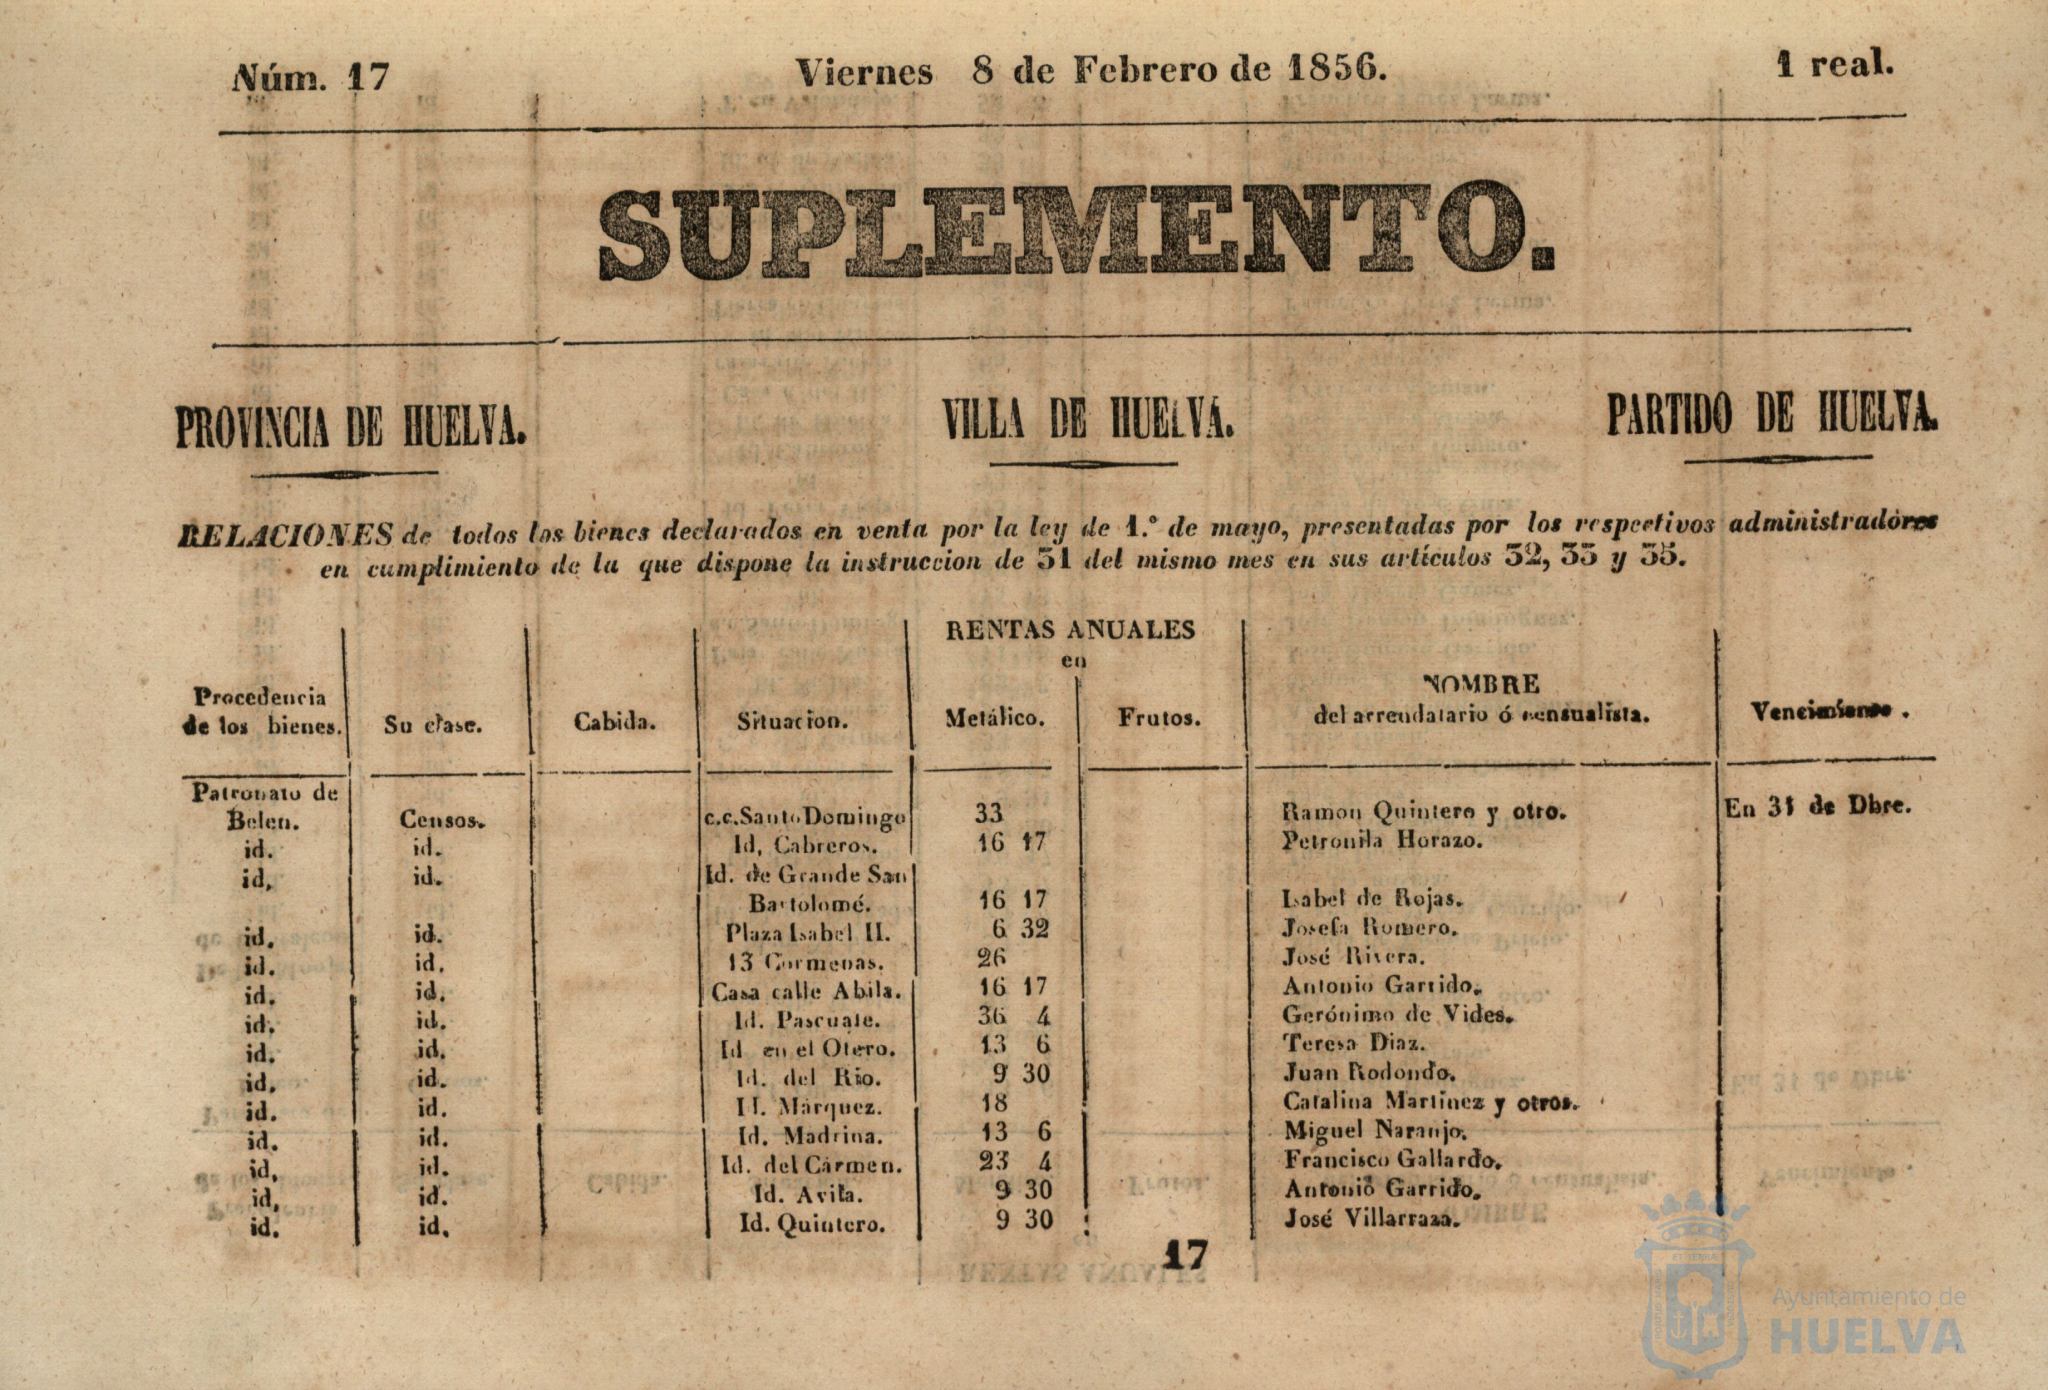 Núm. 17 Viernes 8 de Febrero de 1856. 1 real.
SUPLEMENTO.
PROVINCIA DE HUELVA. VILLA DE HUELVA. PARTIDO DE HUELVA.
RELACIONES de todos los bienes declarados en venta por la ley de 1.º de mayo, presentadas por los respectivos administradores
en cumplimiento de la que dispone la instruccion de 31 del mismo mes en sus artículos 32, 33 y 35.
RENTAS ANUALES
en
Procedencia NOMBRE
de los bienes. Su clase. Cabida. Situacion. Metálico. Frutos. del arrendatario ó censualista. Vencimiento.
Patronato de
Belen. Censos. c.c. Santo Domingo 33 Ramon Quintero y otro. En 31 de Dbre.
id. id. Id, Cabreros. 16 17 Petronila Horazo.
id, id. Id. de Grande San
Bartolomé. 16 17 Isabel de Rojas.
id. id. Plaza Isabel II. 6 32 Josefa Romero.
id. id. 13 Cormenas. 26 José Rivera.
id. id. Casa calle Abila. 16 17 Antonio Garrido.
id. id. Id. Pascuale. 36 4 Gerónimo de Vides.
id. id. Id en el Otero. 13 6 Teresa Diaz.
id. id. Id. del Rio. 9 30 Juan Rodondo.
id. id. Id. Márquez. 18 Catalina Martinez y otros.
id. id. Id. Madrina. 13 6 Miguel Naranjo.
id, id. Id. del Cármen. 23 4 Francisco Gallardo.
id, id. Id. Avila. 9 30 Antonio Garrido.
id. id. Id. Quintero. 9 30 José Villarraza.
17
Ayuntamiento de
HUELVA